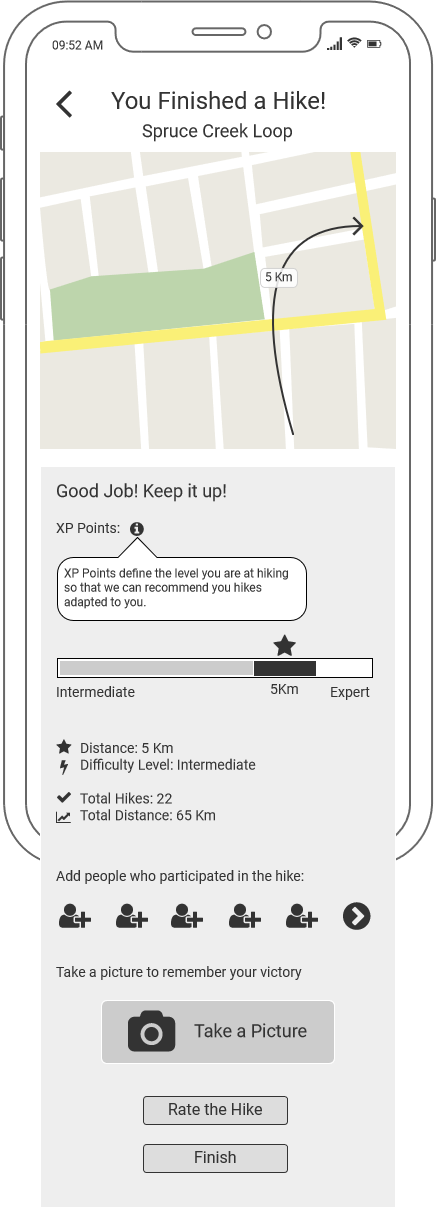 09:52 AM
You Finished a Hike!
Spruce Creek Loop
5 Km
Good Job! Keep it up!
XP Points:
XP Points define the level you are at hiking
so that we can recommend you hikes
adapted to you.
Intermediate
5Km
Expert
Distance: 5 Km
Difficulty Level: Intermediate
Total Hikes: 22
Total Distance: 65 Km
Add people who participated in the hike:
Take a picture to remember your victory
Take a Picture
Rate the Hike
Finish